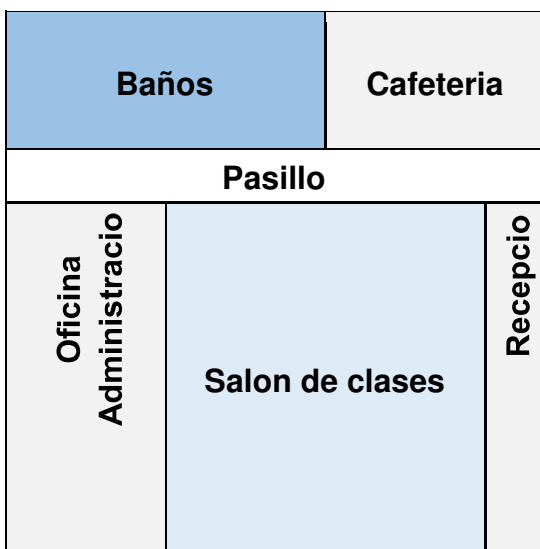 Baños
Cafeteria
Pasillo
Oficina
Administracio
Salon de clases
Recepcio